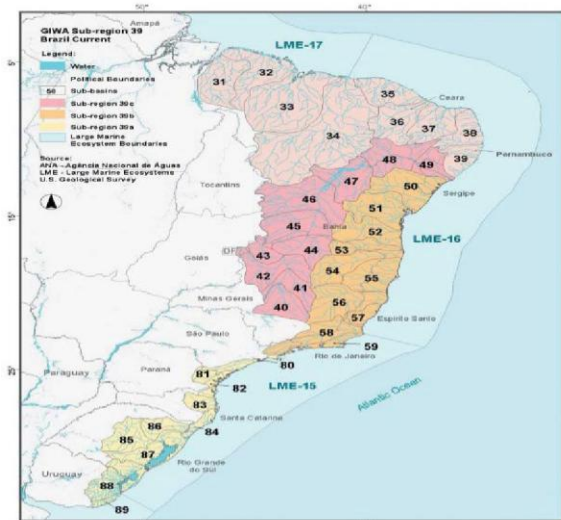 50°
40°
Amapá
GIWA Sub-region 39
Brazil Current
Legend:
Water
Political Boundaries
56 Sub-basins
Sub-region 39c
Sub-region 39b
Sub-region 39a
Large Marine
Ecosystem Boundaries
Source:
ANA - Agência Nacional de Águas
LME - Large Marine Ecosystems
U.S. Geological Survey
LME-17
5°
31
32
33
34
35
Ceara
36
37
38
39
Pernambuco
48
49
47
50
Sergipe
Tocantins
46
51
15°
45
Bahia
52
LME-16
DF
43
44
53
Goiás
42
54
55
41
Minas Gerais
40
56
57
Espírito Santo
São Paulo
58
59
Rio de Janeiro
80
25°
Paraná
81
82
LME-15
Paraguay
83
Atlantic Ocean
Santa Catarina
84
86
85
87
Rio Grande
do Sul
Uruguay
88
89